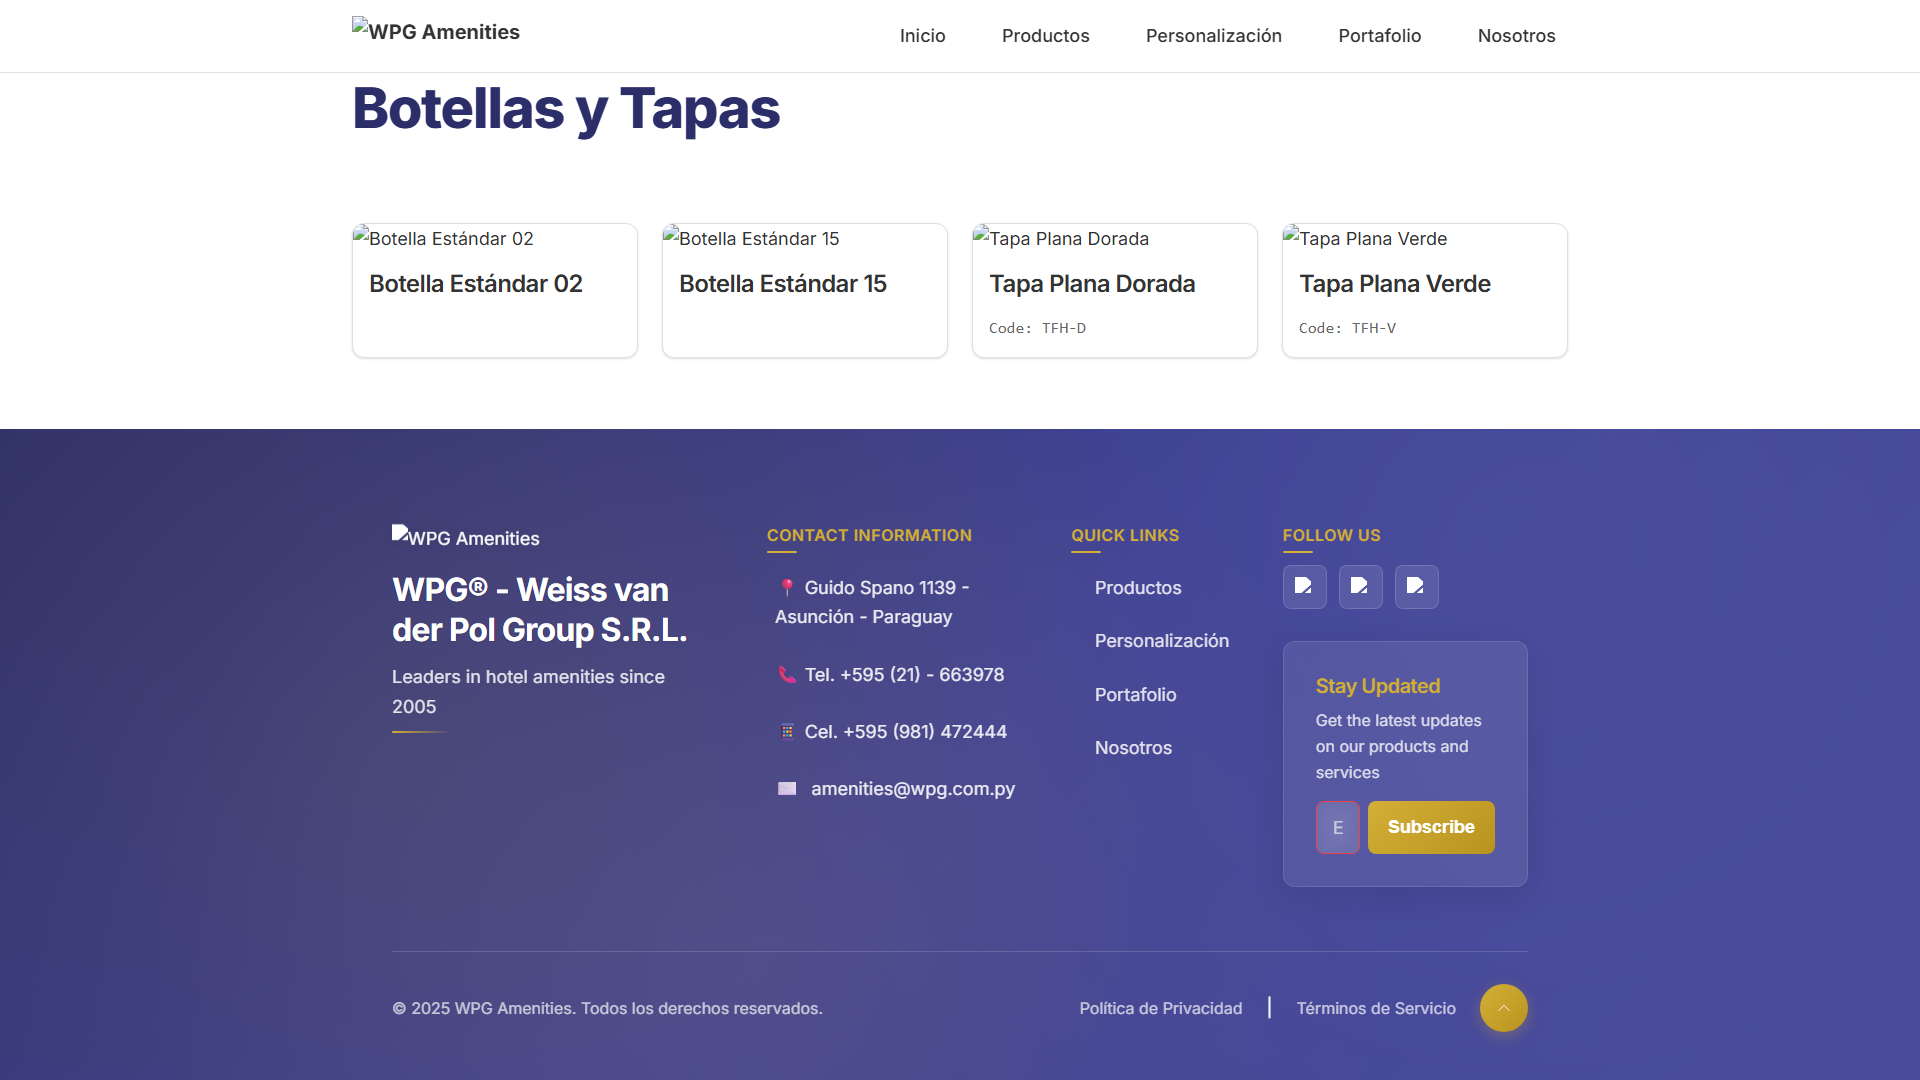 WPG Amenities
Inicio
Productos
Personalización
Portafolio
Nosotros
Botellas y Tapas
Botella Estándar 02
Botella Estándar 02
Botella Estándar 15
Botella Estándar 15
Tapa Plana Dorada
Tapa Plana Dorada
Code: TFH-D
Tapa Plana Verde
Tapa Plana Verde
Code: TFH-V
WPG Amenities
WPG® - Weiss van
der Pol Group S.R.L.
Leaders in hotel amenities since
2005
CONTACT INFORMATION
Guido Spano 1139 -
Asunción - Paraguay
Tel. +595 (21) - 663978
Cel. +595 (981) 472444
amenities@wpg.com.py
QUICK LINKS
Productos
Personalización
Portafolio
Nosotros
FOLLOW US
Stay Updated
Get the latest updates
on our products and
services
E
Subscribe
© 2025 WPG Amenities. Todos los derechos reservados.
Política de Privacidad
Términos de Servicio